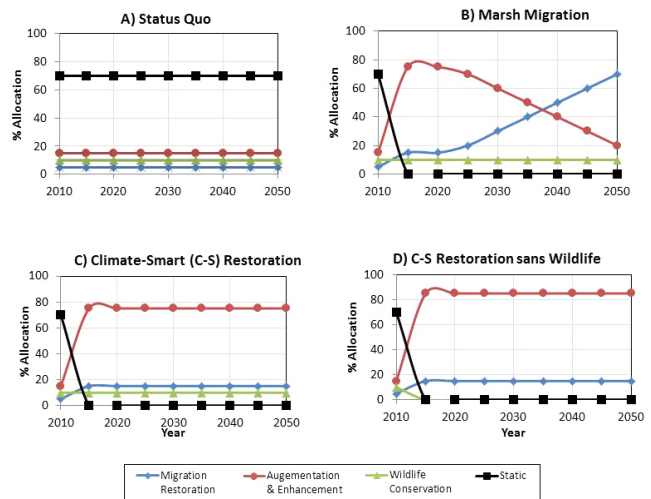 A) Status Quo
100
80
60
40
20
0
% Allocation
2010 2020 2030 2040 2050
B) Marsh Migration
100
80
60
40
20
0
% Allocation
2010 2020 2030 2040 2050
C) Climate-Smart (C-S) Restoration
100
80
60
40
20
0
% Allocation
2010 2020 2030 2040 2050
Year
D) C-S Restoration sans Wildlife
100
80
60
40
20
0
% Allocation
2010 2020 2030 2040 2050
Year
Migration
Restoration
Augementation
& Enhancement
Wildlife
Conservation
Static